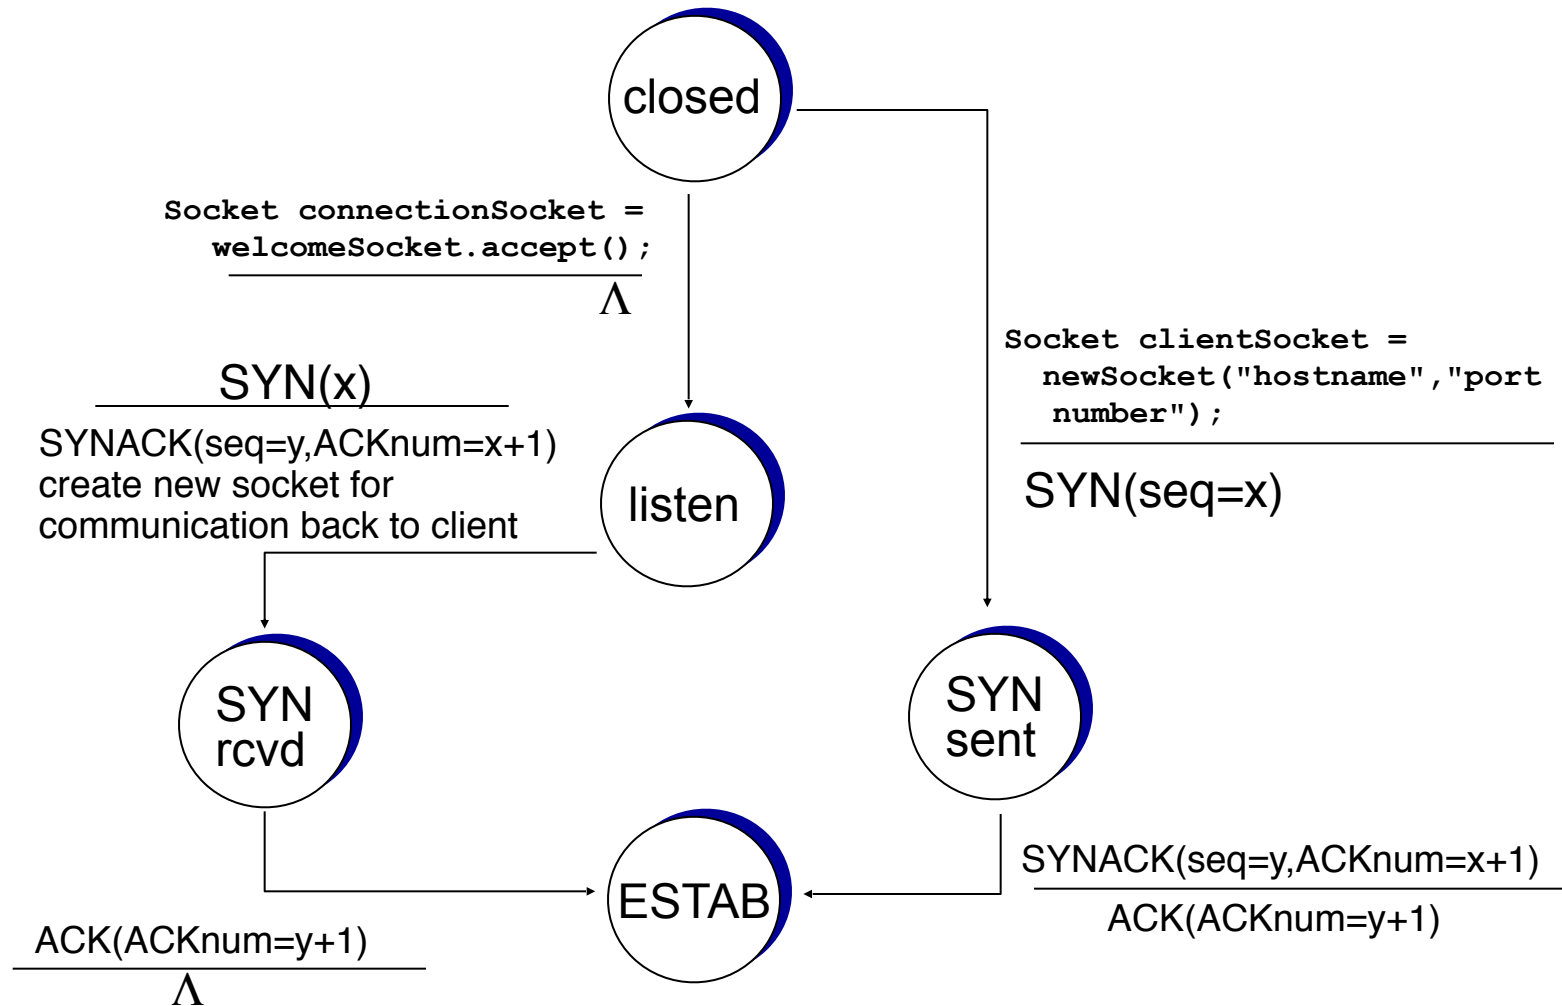 closed
Socket connectionSocket =
welcomeSocket.accept();
Λ
Socket clientSocket =
newSocket("hostname","port
number");
SYN(seq=x)
SYN(x)
SYNACK(seq=y,ACKnum=x+1)
create new socket for
communication back to client
listen
SYN
rcvd
SYN
sent
ESTAB
SYNACK(seq=y,ACKnum=x+1)
ACK(ACKnum=y+1)
ACK(ACKnum=y+1)
Λ